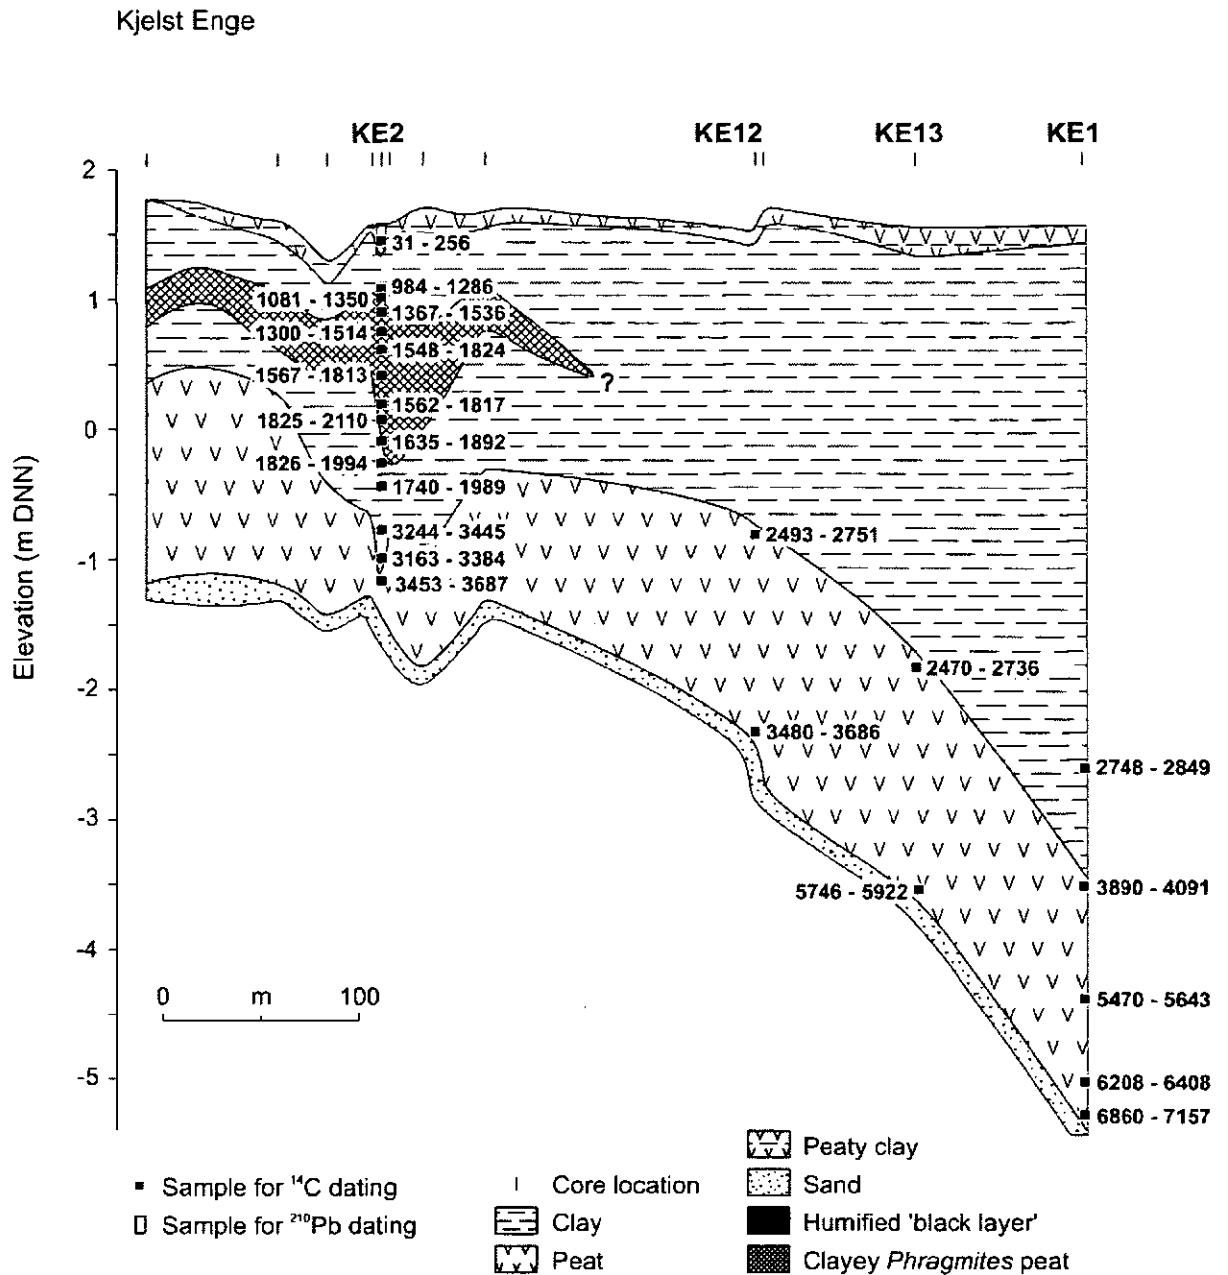 Kjelst Enge
KE2 KE12 KE13 KE1
2
1
0
-1
-2
-3
-4
-5
Elevation (m DNN)
31 - 256
984 - 1286
1081 - 1350
1367 - 1536
1300 - 1514
1548 - 1824
1567 - 1813
?
1562 - 1817
1825 - 2110
1635 - 1892
1826 - 1994
1740 - 1989
3244 - 3445
3163 - 3384
3453 - 3687
2493 - 2751
2470 - 2736
3480 - 3686
2748 - 2849
5746 - 5922
3890 - 4091
5470 - 5643
6208 - 6408
6860 - 7157
0 m 100
Sample for ¹⁴C dating
Sample for ²¹⁰Pb dating
Core location
Clay
Peat
Peaty clay
Sand
Humified 'black layer'
Clayey Phragmites peat